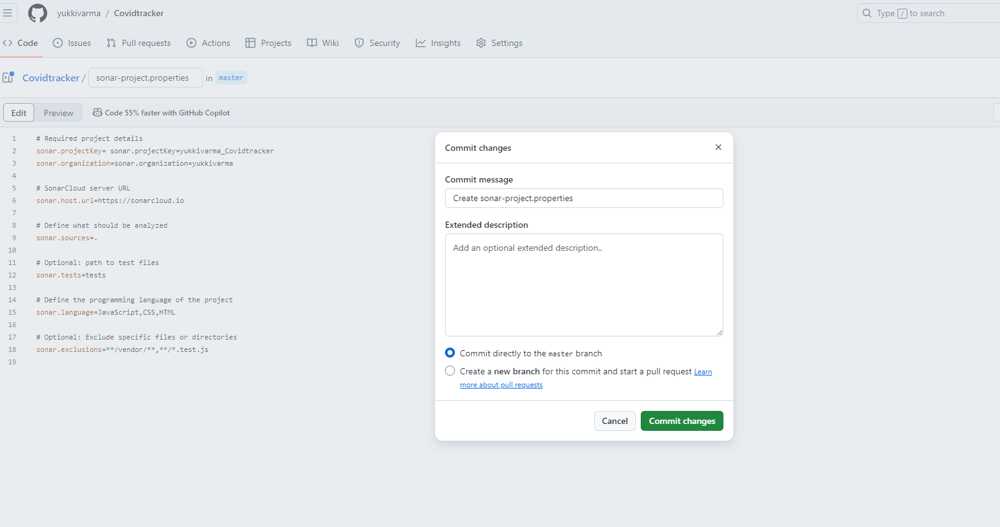 yukkivarma / Covidtracker
Type / to search
Code Issues Pull requests Actions Projects Wiki Security Insights Settings
Covidtracker / sonar-project.properties in master
Edit Preview Code 55% faster with GitHub Copilot
1 # Required project details
2 sonar.projectKey= sonar.projectKey=yukkivarma_Covidtracker
3 sonar.organization=sonar.organization=yukkivarma
4
5 # SonarCloud server URL
6 sonar.host.url=https://sonarcloud.io
7
8 # Define what should be analyzed
9 sonar.sources=.
10
11 # Optional: path to test files
12 sonar.tests=tests
13
14 # Define the programming language of the project
15 sonar.language=JavaScript,CSS,HTML
16
17 # Optional: Exclude specific files or directories
18 sonar.exclusions=**/vendor/**,**/*.test.js
19
Commit changes
Commit message
Create sonar-project.properties
Extended description
Add an optional extended description..
Commit directly to the master branch
Create a new branch for this commit and start a pull request Learn
more about pull requests
Cancel Commit changes